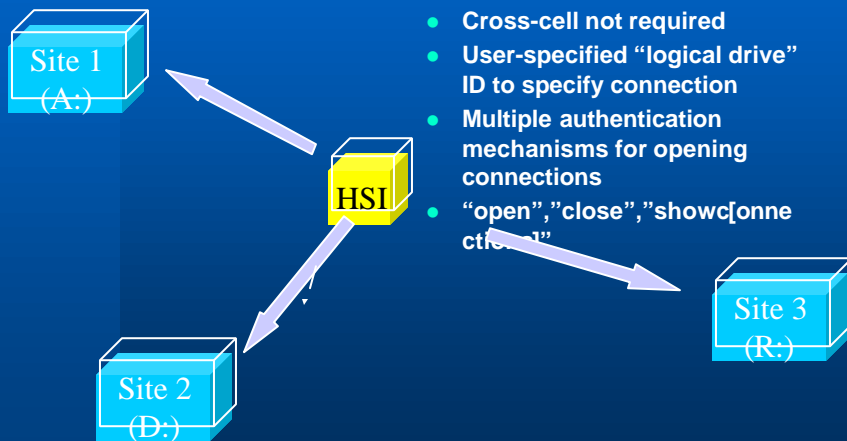 Site 1
(A:)
● Cross-cell not required
● User-specified “logical drive”
ID to specify connection
● Multiple authentication
mechanisms for opening
connections
● “open”,”close”,”showc[onne
HSI
Site 3
(R:)
Site 2
(D:)